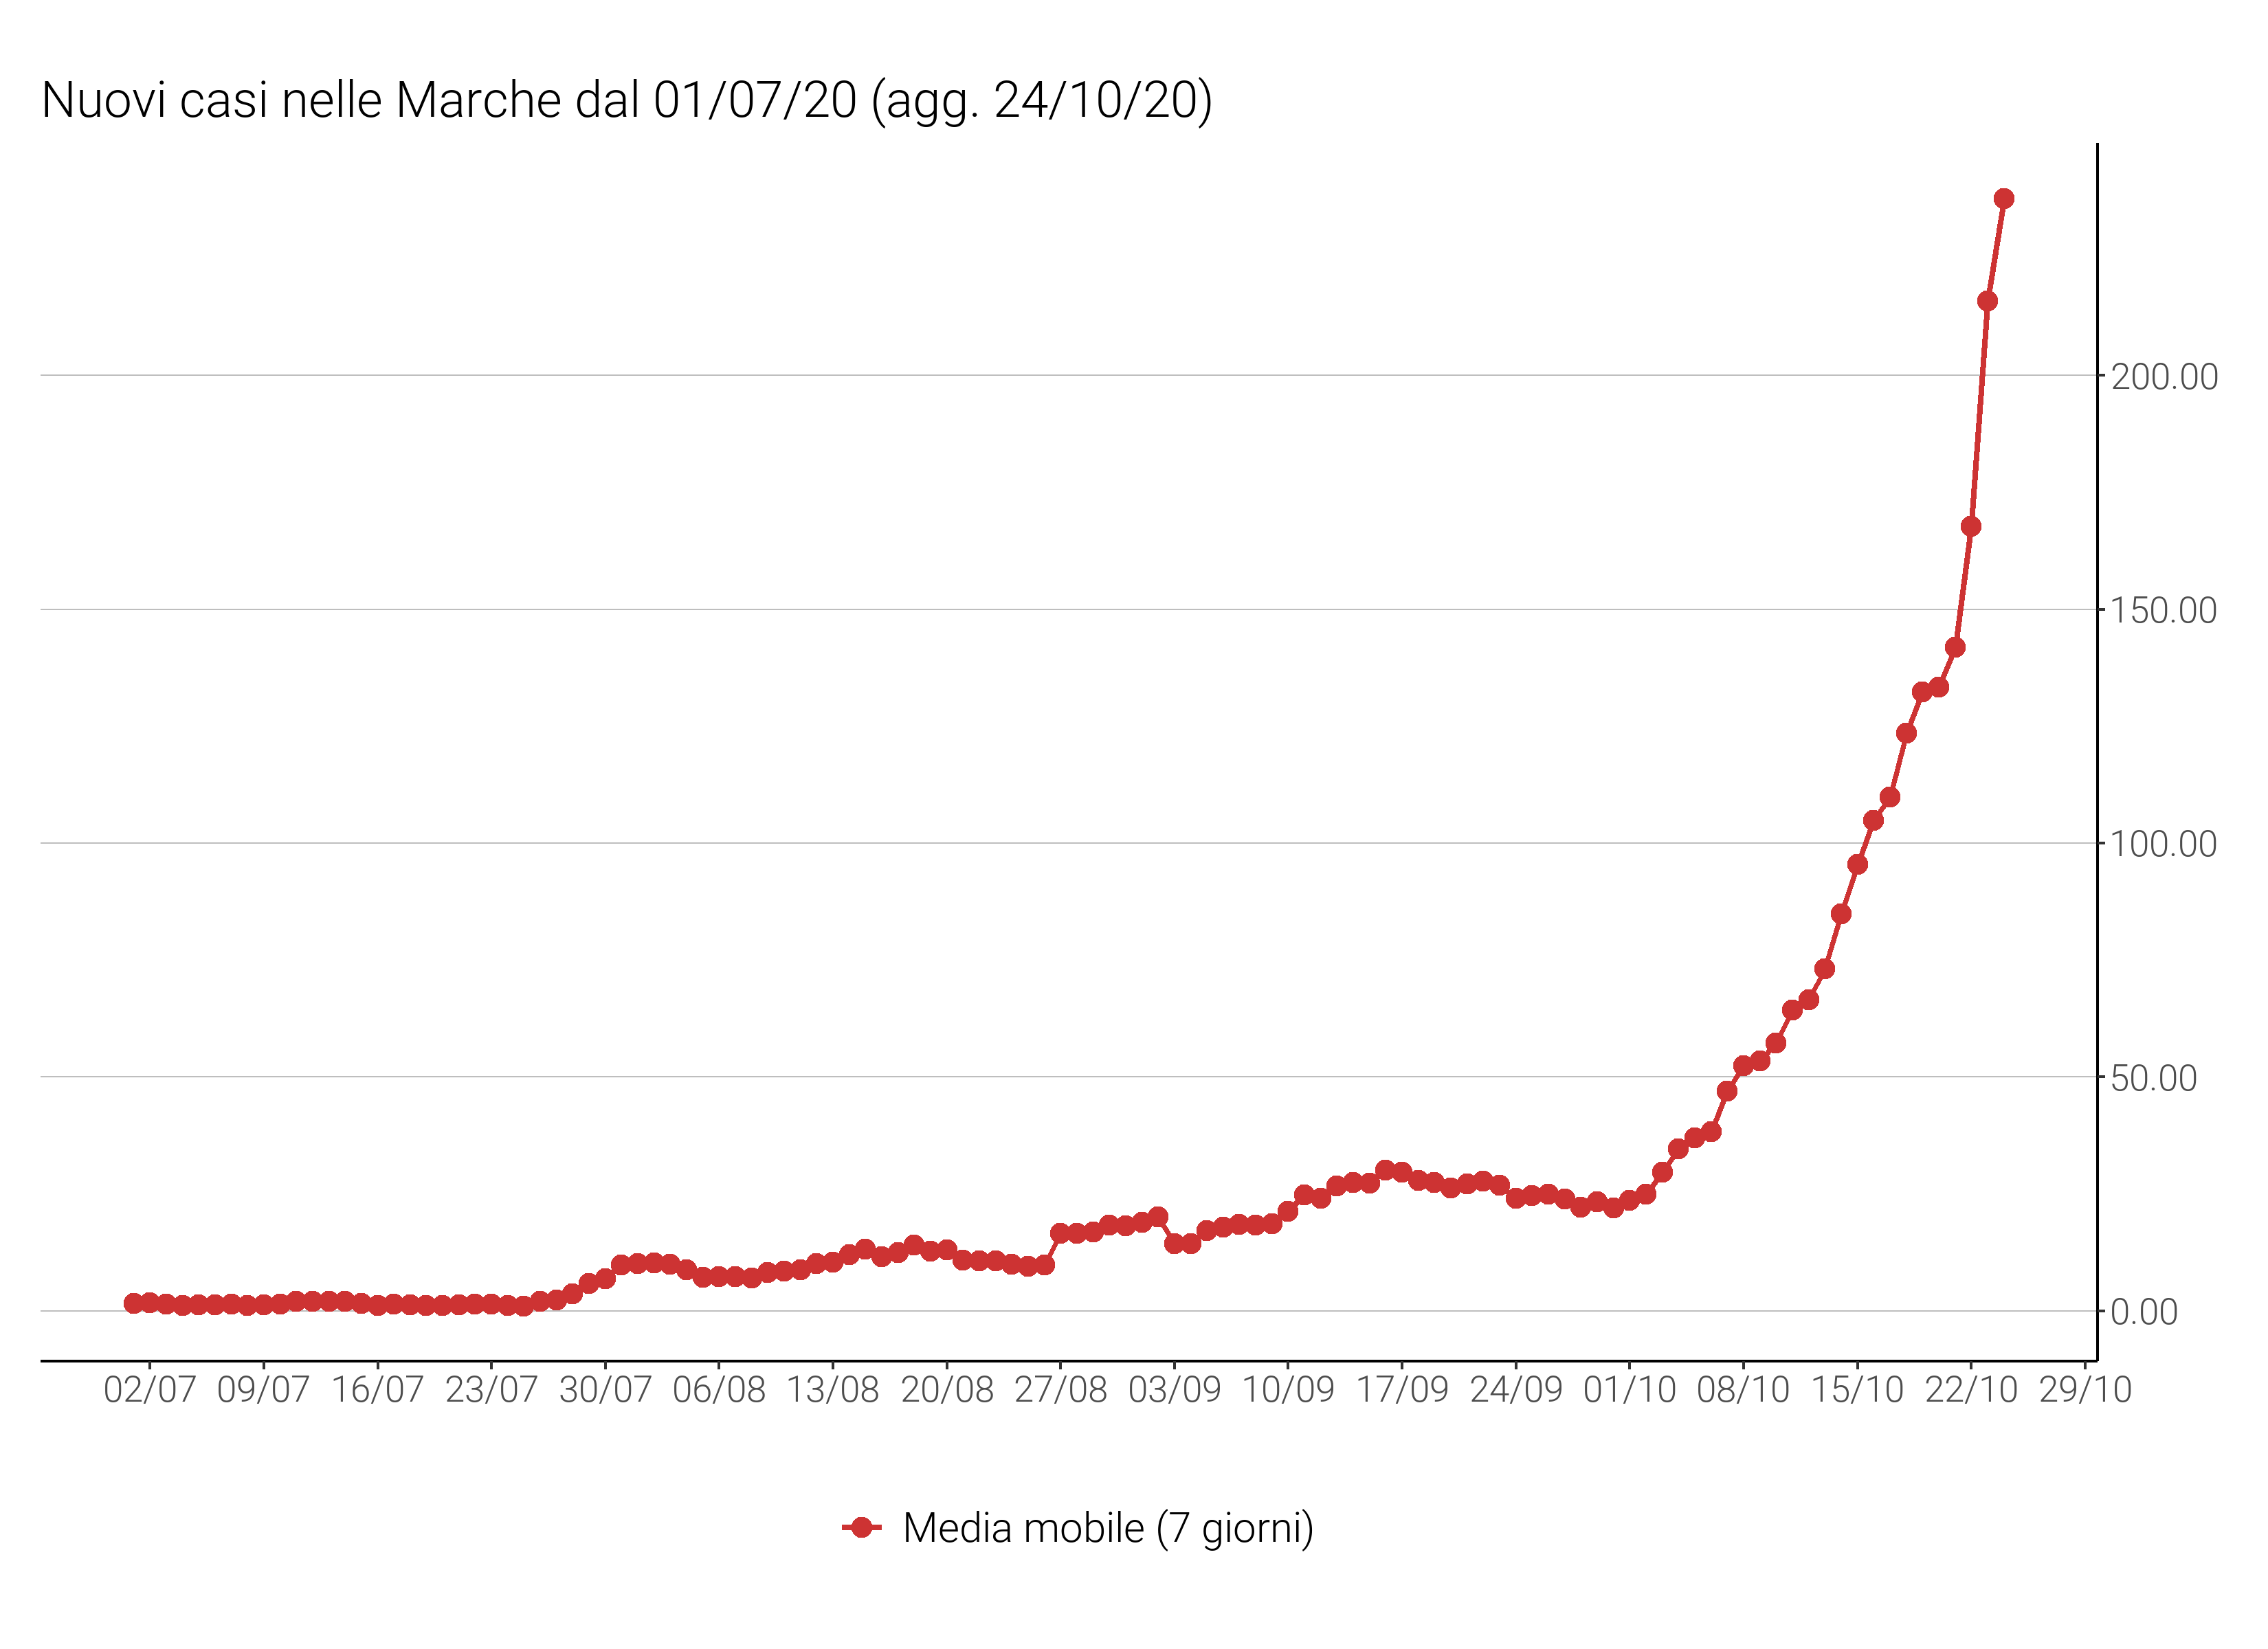 Nuovi casi nelle Marche dal 01/07/20 (agg. 24/10/20)
200.00
150.00
100.00
50.00
0.00
02/07 09/07 16/07 23/07 30/07 06/08 13/08 20/08 27/08 03/09 10/09 17/09 24/09 01/10 08/10 15/10 22/10 29/10
Media mobile (7 giorni)